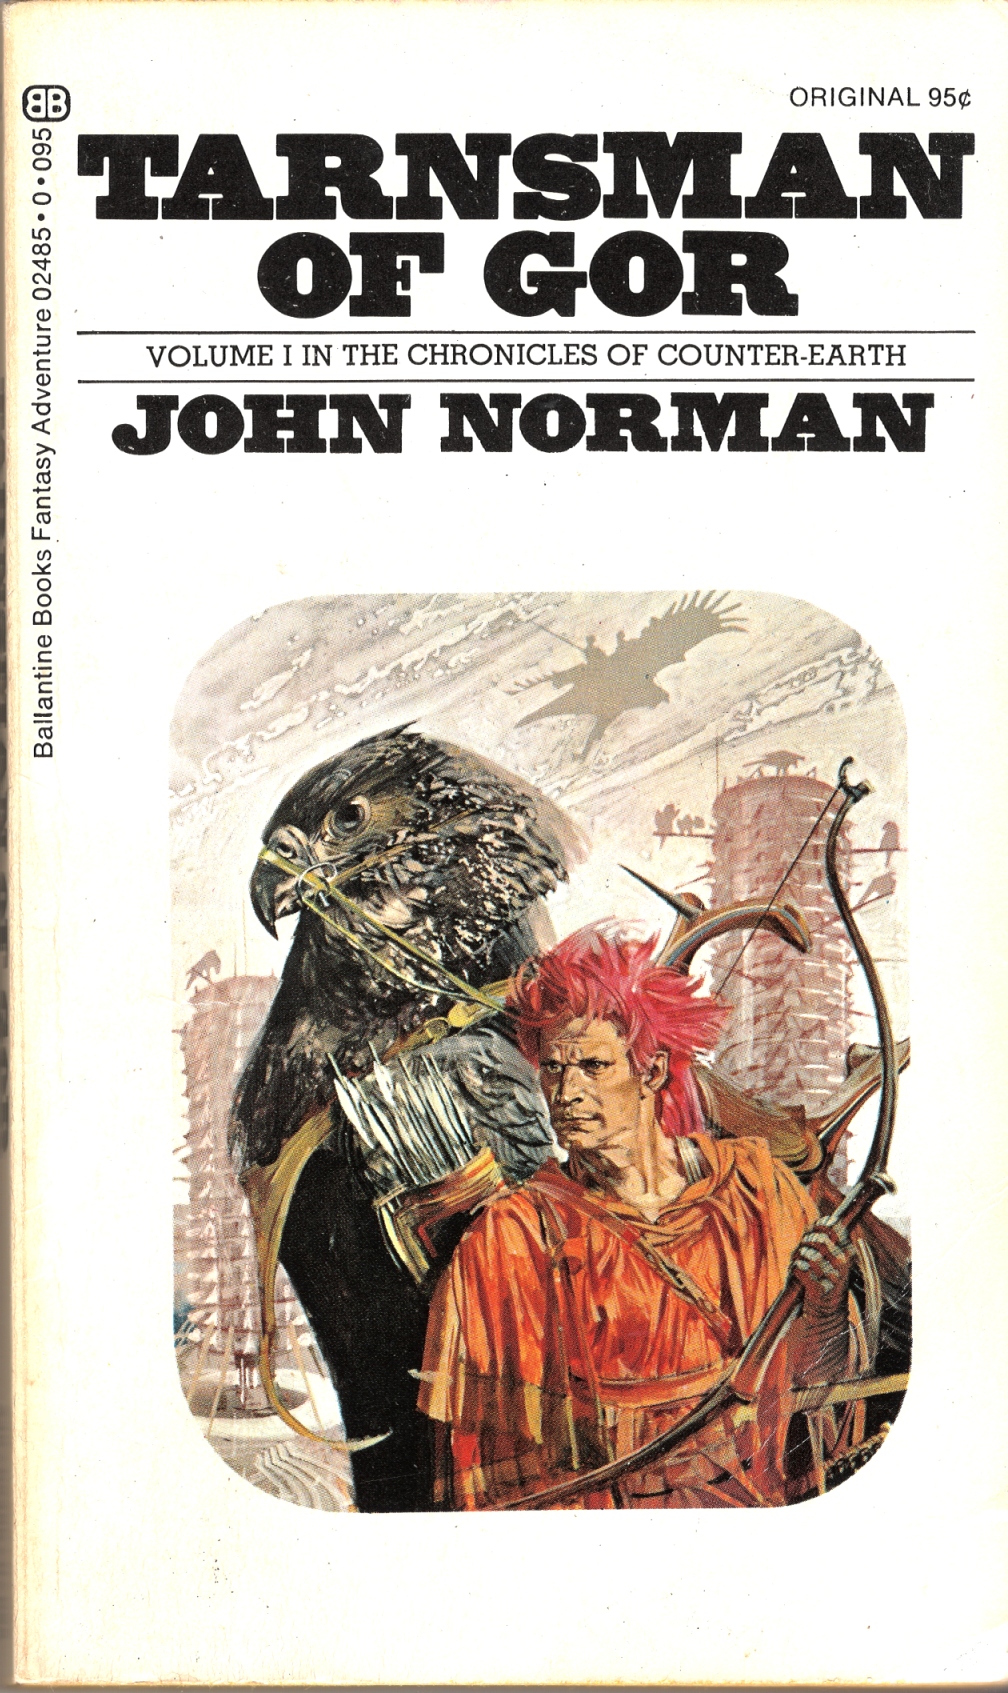 BB
ORIGINAL 95¢
TARNSMAN
OF GOR
VOLUME I IN THE CHRONICLES OF COUNTER-EARTH
JOHN NORMAN
Ballantine Books Fantasy Adventure 02485•0•095